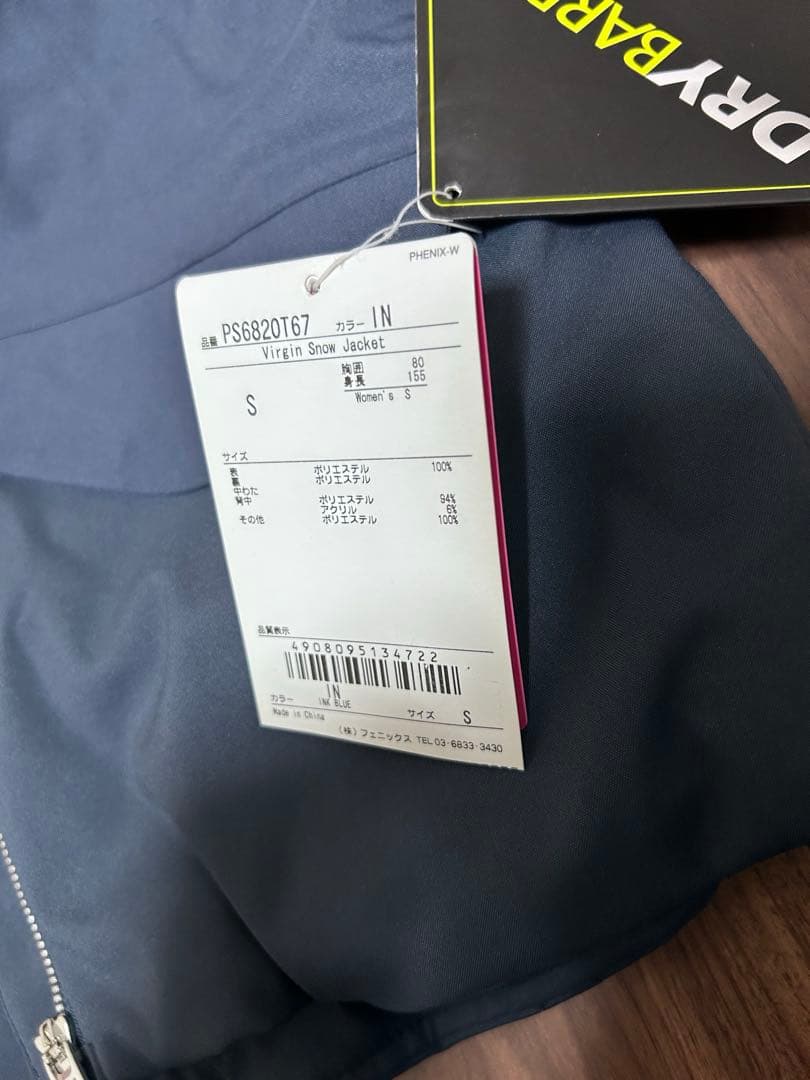 DRYBAR
PHENIX-W
品番 PS6820T67 カラー IN
Virgin Snow Jacket
S
胸囲 80
身長 155
Women's S
サイズ
表 ポリエステル 100%
裏 ポリエステル
中わた
背中 ポリエステル 94%
アクリル 6%
その他 ポリエステル 100%
品質表示
4908095134722
IN
カラー INK BLUE
サイズ S
Made in China
(株)フェニックス TEL03-6833-3430